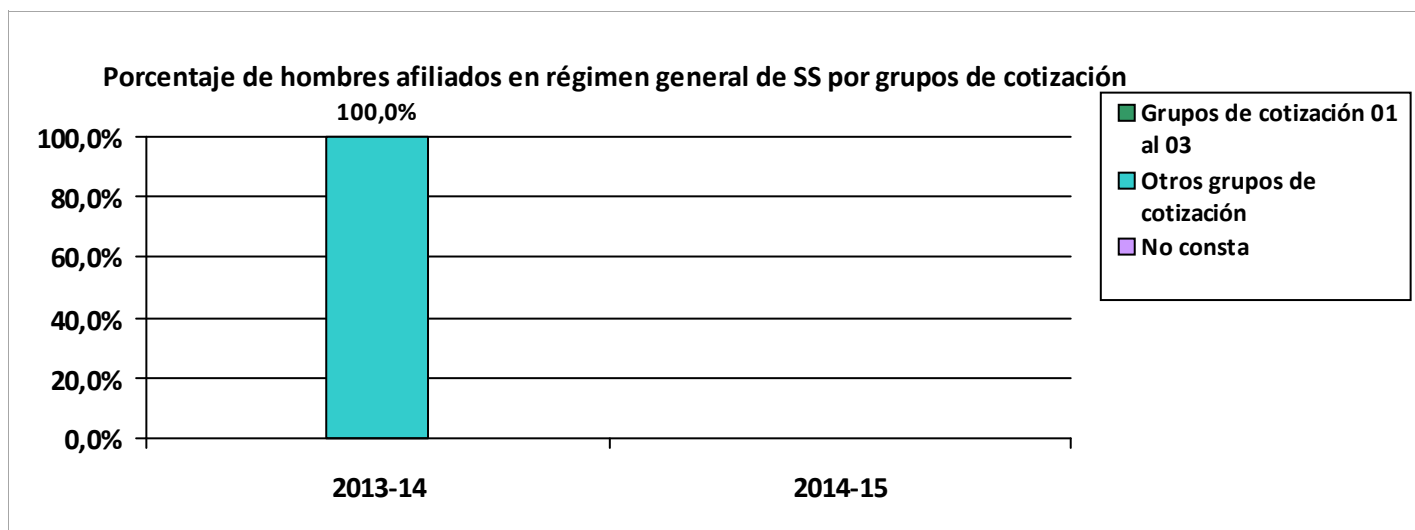 Porcentaje de hombres afiliados en régimen general de SS por grupos de cotización
100,0%
100,0%
80,0%
60,0%
40,0%
20,0%
0,0%
2013-14
2014-15
Grupos de cotización 01
al 03
Otros grupos de
cotización
No consta